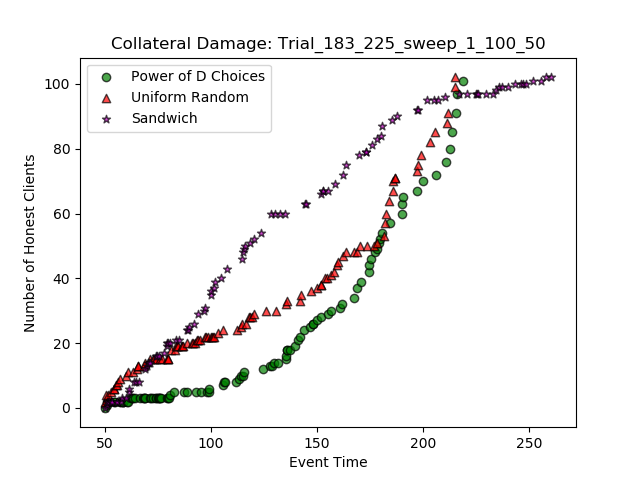 Collateral Damage: Trial_183_225_sweep_1_100_50
Power of D Choices
Uniform Random
Sandwich
Number of Honest Clients
100
80
60
40
20
0
50
100
150
200
250
Event Time